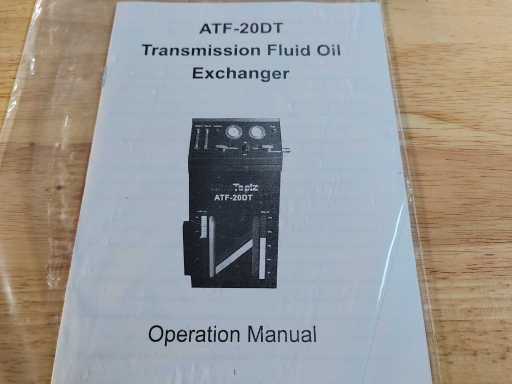 ATF-20DT
Transmission Fluid Oil
Exchanger
ATF-20DT
Operation Manual